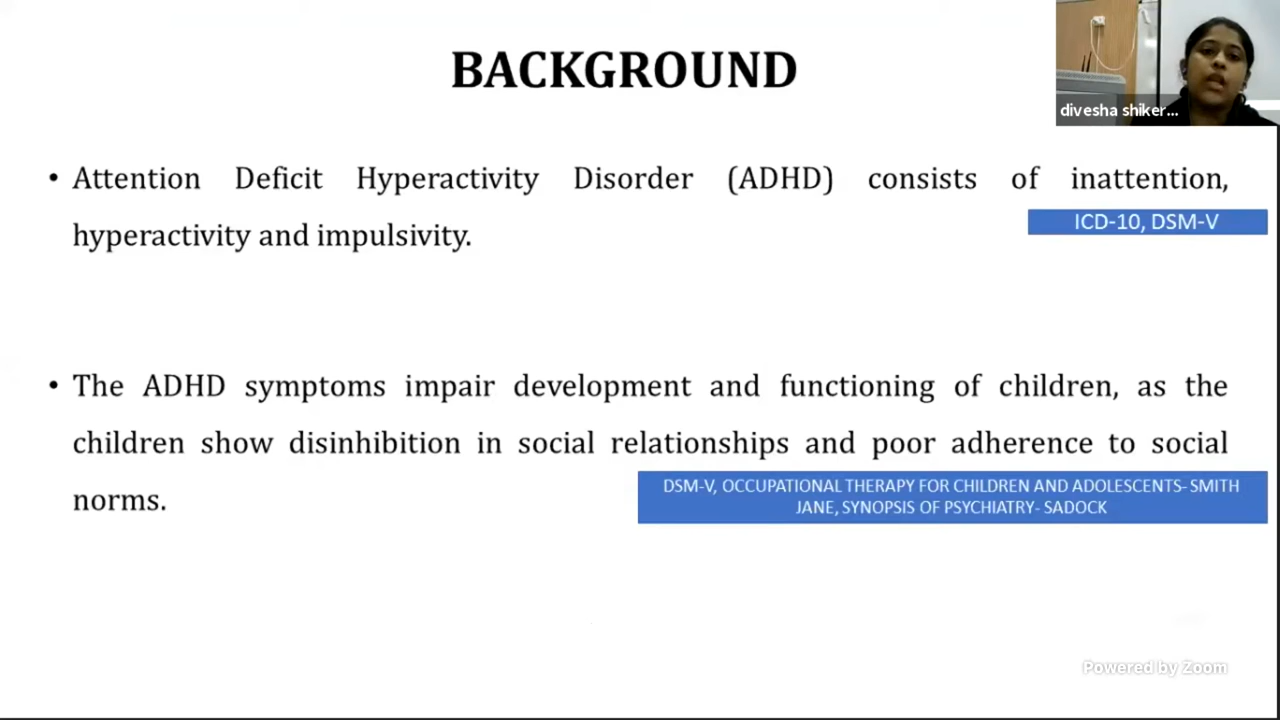 BACKGROUND
divesha shiker...
• Attention Deficit Hyperactivity Disorder (ADHD) consists of inattention,
hyperactivity and impulsivity.
ICD-10, DSM-V
• The ADHD symptoms impair development and functioning of children, as the
children show disinhibition in social relationships and poor adherence to social
norms.
DSM-V, OCCUPATIONAL THERAPY FOR CHILDREN AND ADOLESCENTS- SMITH
JANE, SYNOPSIS OF PSYCHIATRY- SADOCK
Powered by Zoom